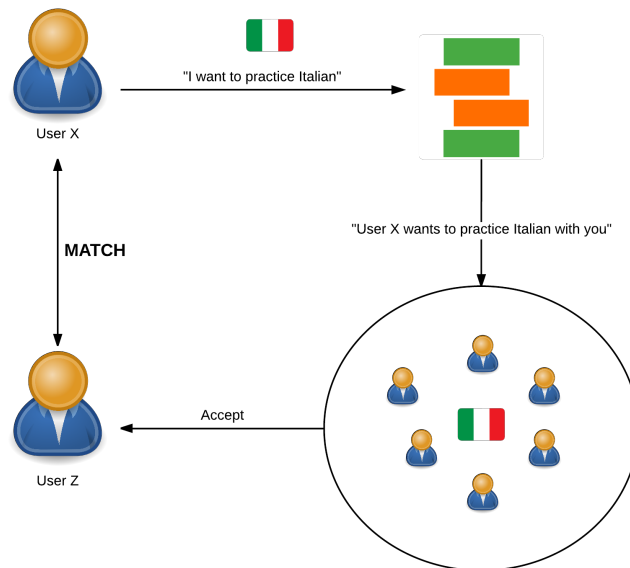 "I want to practice Italian"
User X
MATCH
"User X wants to practice Italian with you"
Accept
User Z